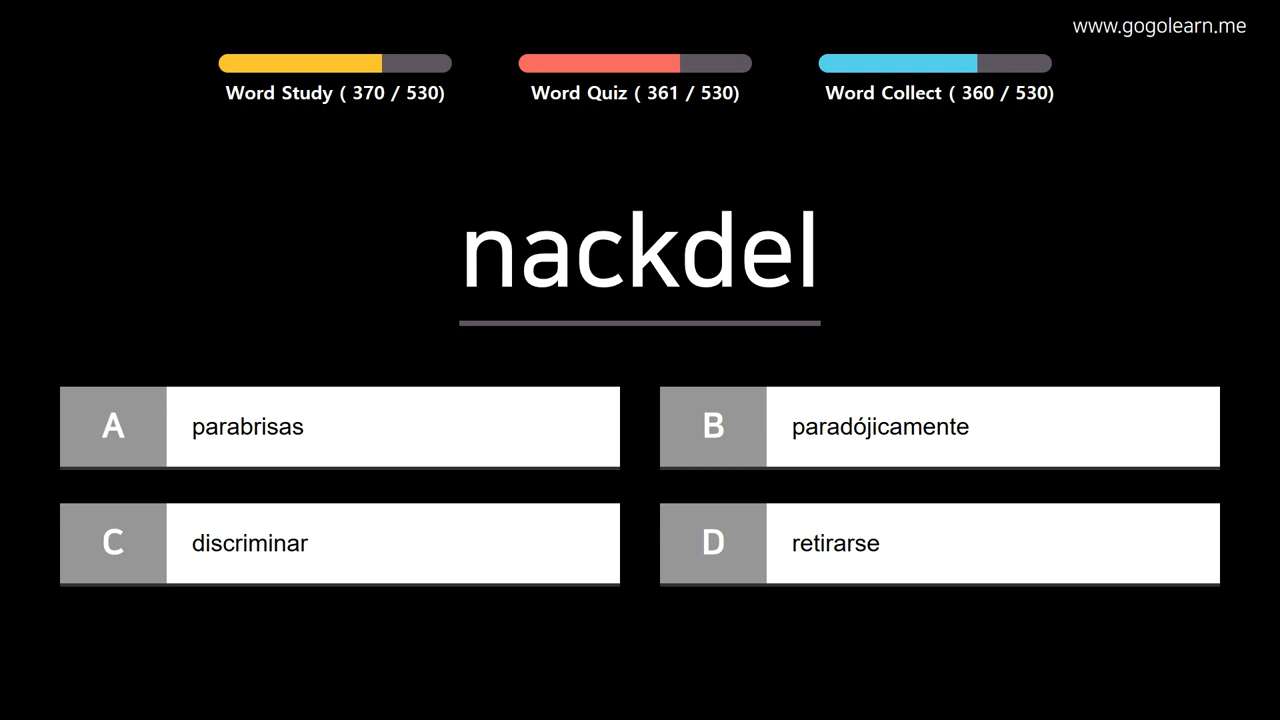 www.gogolearn.me
Word Study ( 370 / 530)
Word Quiz ( 361 / 530)
Word Collect ( 360 / 530)
nackdel
A parabrisas
B paradójicamente
C discriminar
D retirarse